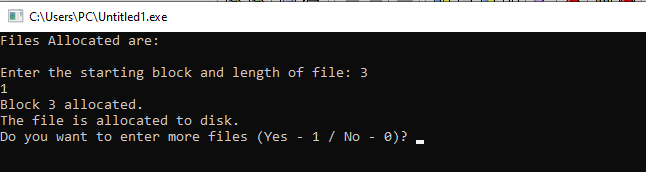 C:\Users\PC\Untitled1.exe
Files Allocated are:
Enter the starting block and length of file: 3
1
Block 3 allocated.
The file is allocated to disk.
Do you want to enter more files (Yes - 1 / No - 0)?